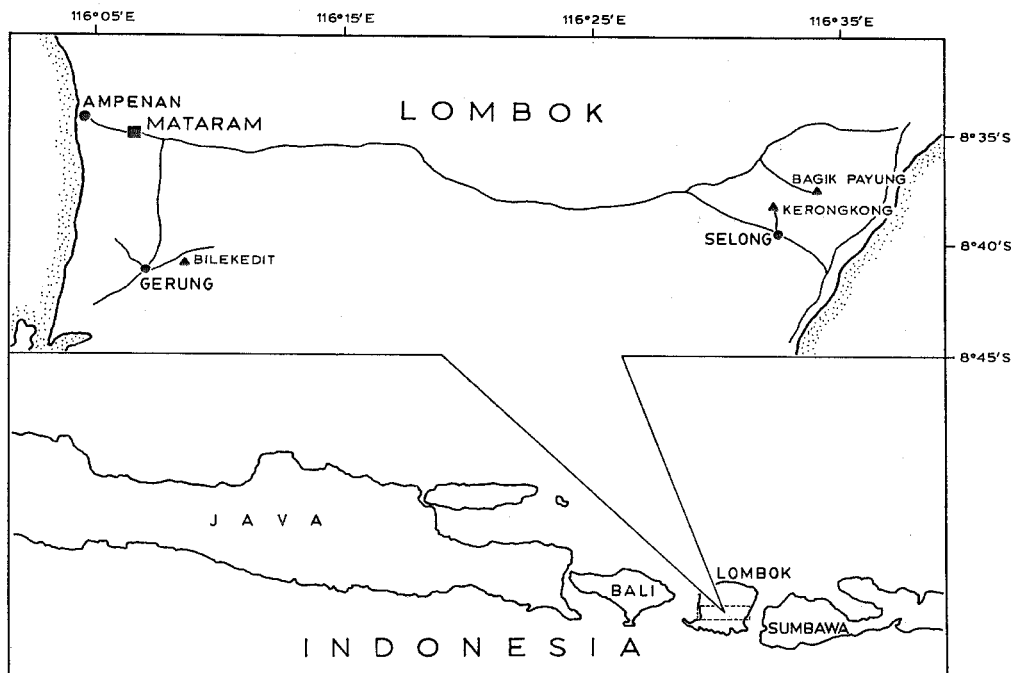 116°05'E 116°15'E 116°25'E 116°35'E
AMPENAN
LOMBOK
MATARAM
8°35'S
BAGIK PAYUNG
KERONGKONG
SELONG
8°40'S
BILEKEDIT
GERUNG
8°45'S
JAVA
LOMBOK
BALI
SUMBAWA
INDONESIA